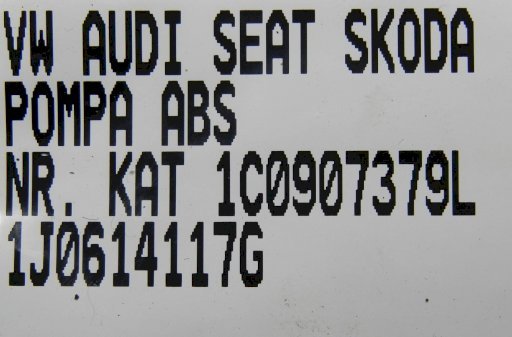 VW AUDI SEAT SKODA
POMPA ABS
NR. KAT 1C0907379L
1J0614117G